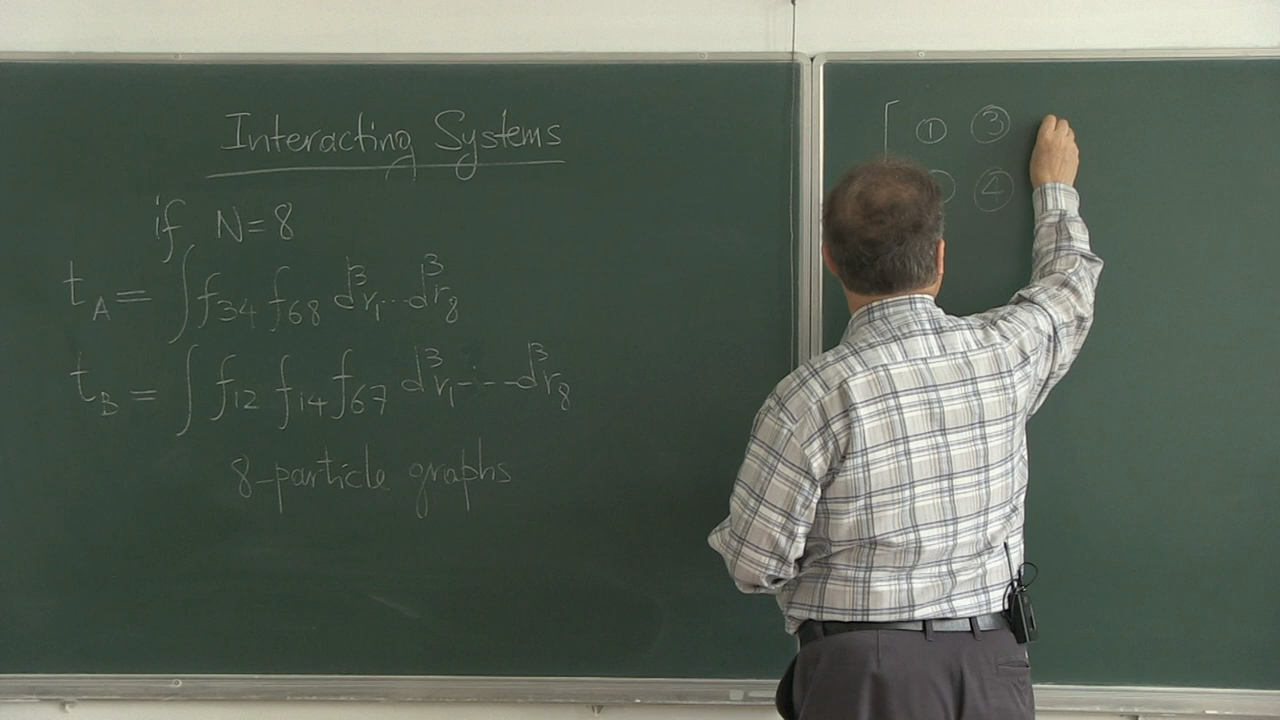 Interacting Systems
if N=8
t_A = ∫ f_34 f_68 d³r_1 ... d³r_8
t_B = ∫ f_12 f_14 f_67 d³r_1 ... d³r_8
8-particle graphs
[ ① ③
④